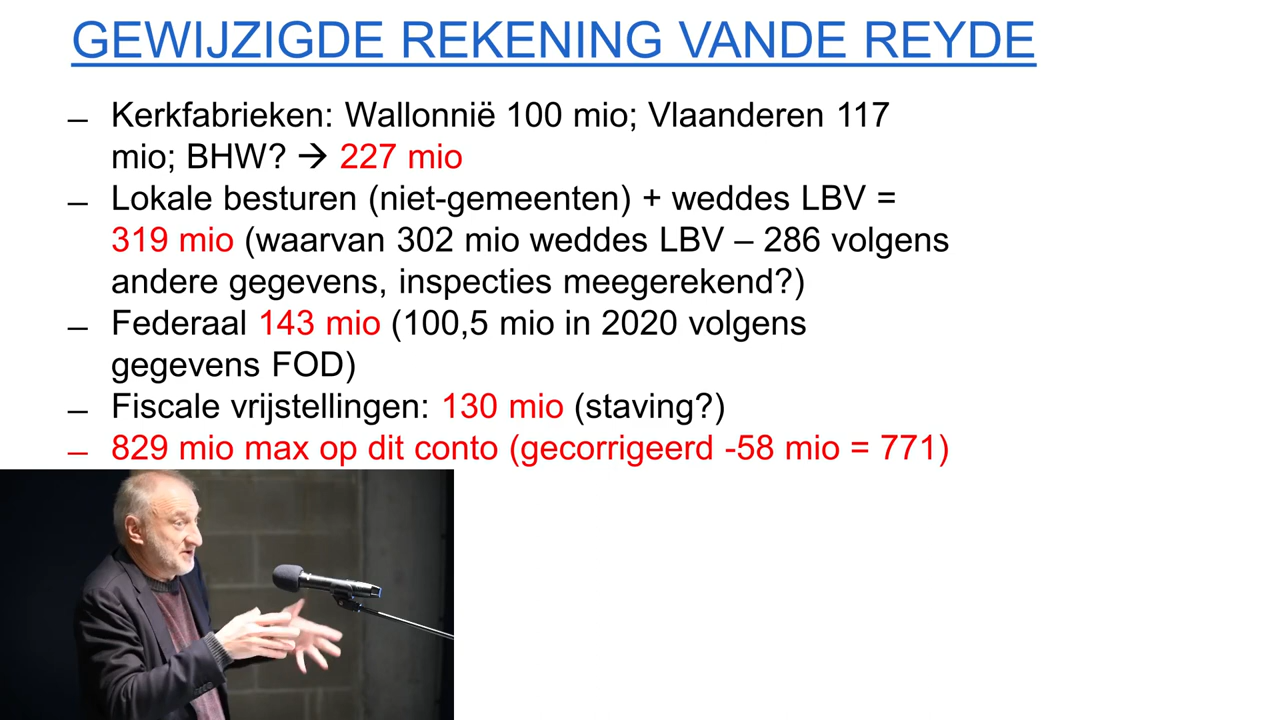 GEWIJZIGDE REKENING VANDE REYDE
– Kerkfabrieken: Wallonnië 100 mio; Vlaanderen 117
mio; BHW? → 227 mio
– Lokale besturen (niet-gemeenten) + weddes LBV =
319 mio (waarvan 302 mio weddes LBV – 286 volgens
andere gegevens, inspecties meegerekend?)
– Federaal 143 mio (100,5 mio in 2020 volgens
gegevens FOD)
– Fiscale vrijstellingen: 130 mio (staving?)
– 829 mio max op dit conto (gecorrigeerd -58 mio = 771)